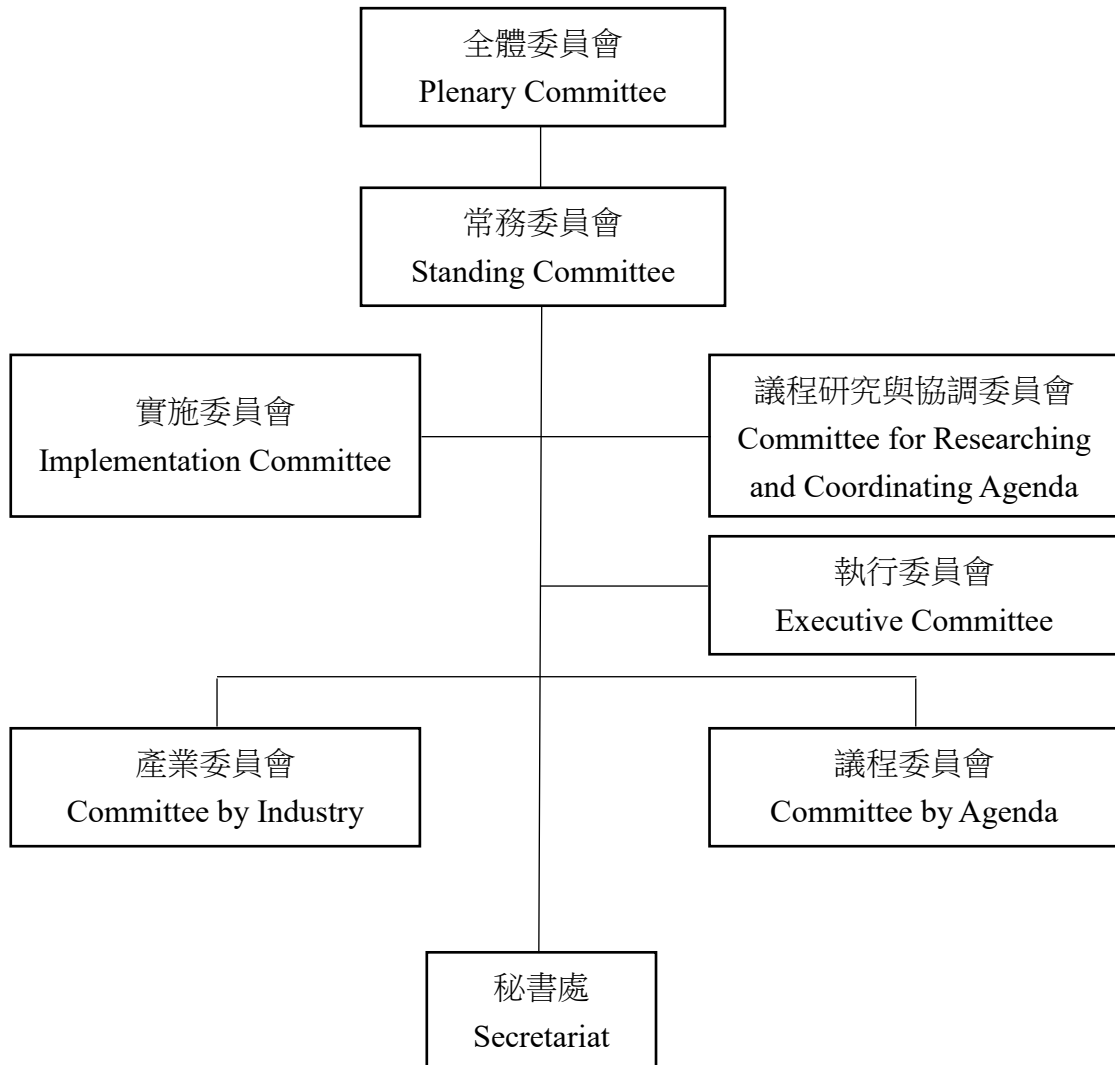 全體委員會
Plenary Committee
常務委員會
Standing Committee
實施委員會
Implementation Committee
議程研究與協調委員會
Committee for Researching
and Coordinating Agenda
執行委員會
Executive Committee
產業委員會
Committee by Industry
議程委員會
Committee by Agenda
秘書處
Secretariat